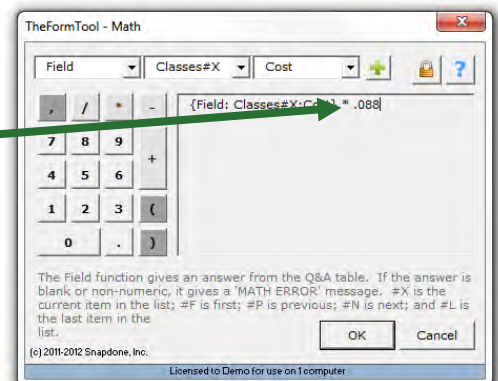 TheFormTool - Math
Field Classes#X Cost ?
, / * - {Field: Classes#X:Cost} * .088
7 8 9 +
4 5 6
1 2 3 (
0 . )
The Field function gives an answer from the Q&A table. If the answer is
blank or non-numeric, it gives a 'MATH ERROR' message. #X is the
current item in the list; #F is first; #P is previous; #N is next; and #L is
the last item in the
list.
OK Cancel
(c) 2011-2012 Snapdone, Inc.
Licensed to Demo for use on 1 computer